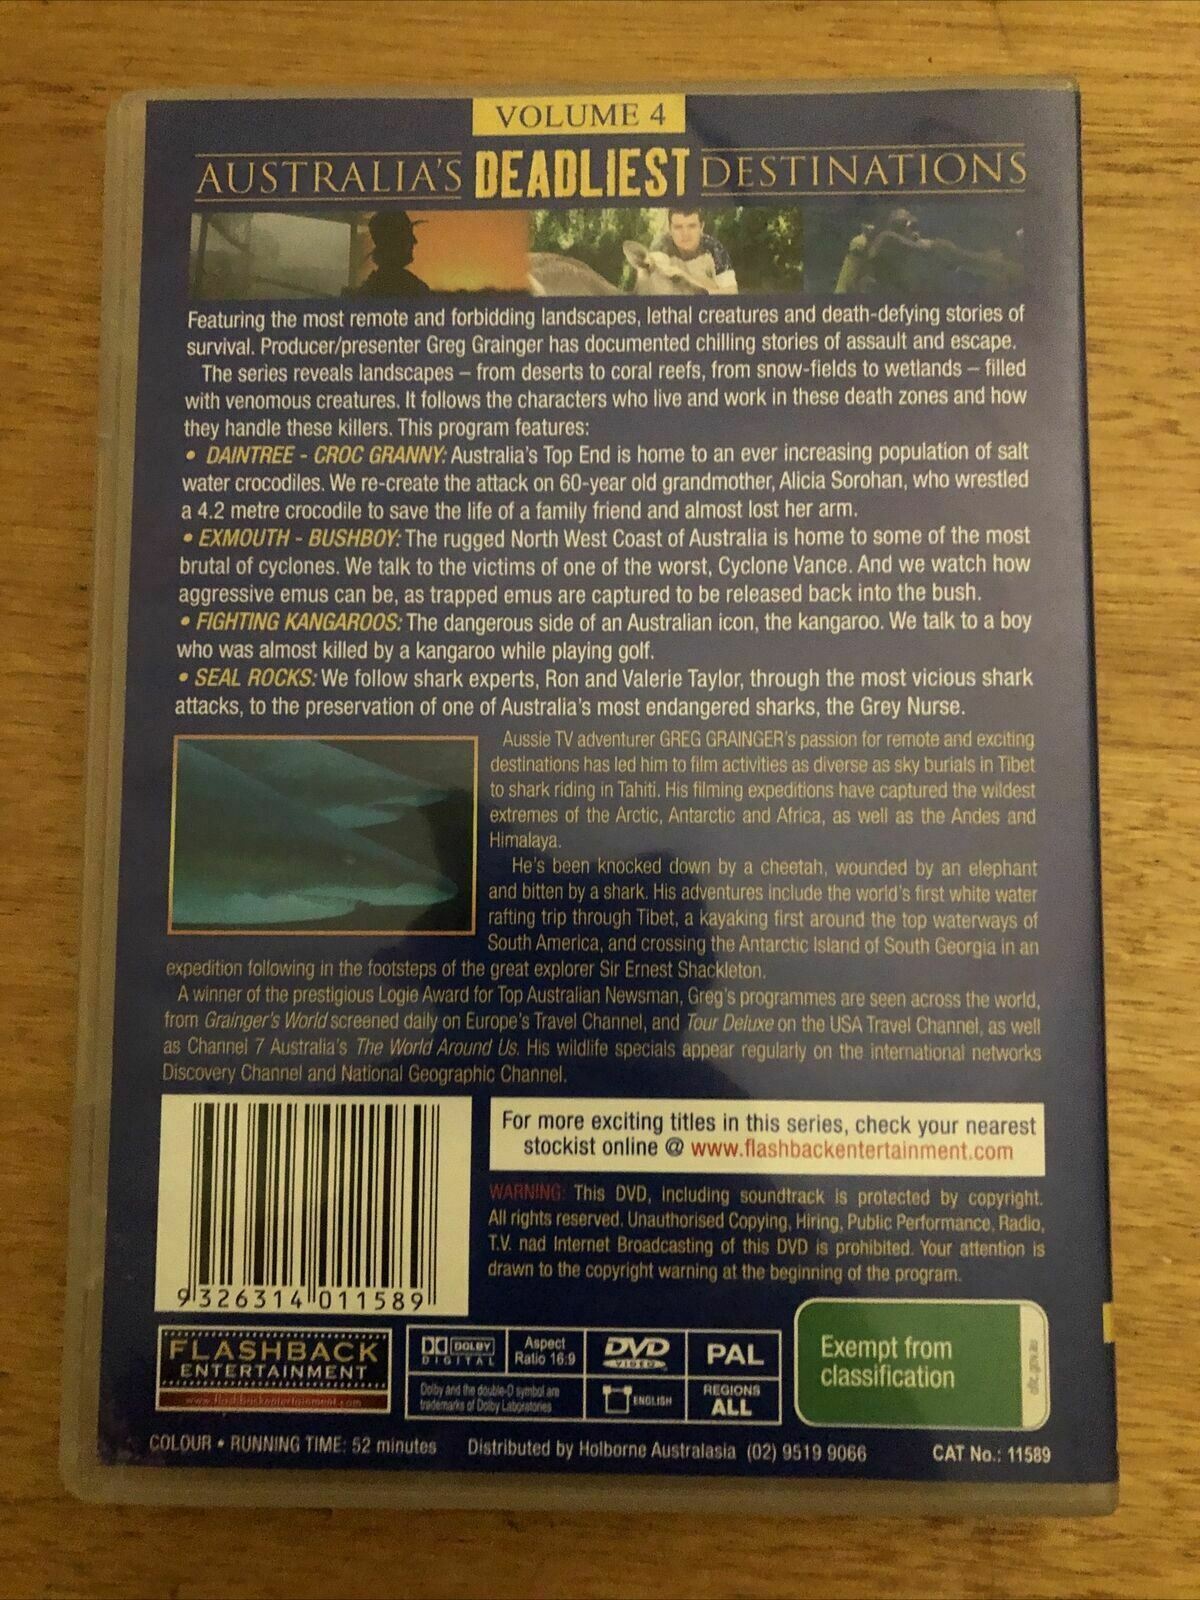 VOLUME 4
AUSTRALIA'S DEADLIEST DESTINATIONS
Featuring the most remote and forbidding landscapes, lethal creatures and death-defying stories of
survival. Producer/presenter Greg Grainger has documented chilling stories of assault and escape.
The series reveals landscapes – from deserts to coral reefs, from snow-fields to wetlands – filled
with venomous creatures. It follows the characters who live and work in these death zones and how
they handle these killers. This program features:
• DAINTREE - CROC GRANNY: Australia's Top End is home to an ever increasing population of salt
water crocodiles. We re-create the attack on 60-year old grandmother, Alicia Sorohan, who wrestled
a 4.2 metre crocodile to save the life of a family friend and almost lost her arm.
• EXMOUTH - BUSHBOY: The rugged North West Coast of Australia is home to some of the most
brutal of cyclones. We talk to the victims of one of the worst, Cyclone Vance. And we watch how
aggressive emus can be, as trapped emus are captured to be released back into the bush.
• FIGHTING KANGAROOS: The dangerous side of an Australian icon, the kangaroo. We talk to a boy
who was almost killed by a kangaroo while playing golf.
• SEAL ROCKS: We follow shark experts, Ron and Valerie Taylor, through the most vicious shark
attacks, to the preservation of one of Australia's most endangered sharks, the Grey Nurse.
Aussie TV adventurer GREG GRAINGER's passion for remote and exciting
destinations has led him to film activities as diverse as sky burials in Tibet
to shark riding in Tahiti. His filming expeditions have captured the wildest
extremes of the Arctic, Antarctic and Africa, as well as the Andes and
Himalaya.
He's been knocked down by a cheetah, wounded by an elephant
and bitten by a shark. His adventures include the world's first white water
rafting trip through Tibet, a kayaking first around the top waterways of
South America, and crossing the Antarctic Island of South Georgia in an
expedition following in the footsteps of the great explorer Sir Ernest Shackleton.
A winner of the prestigious Logie Award for Top Australian Newsman, Greg's programmes are seen across the world,
from Grainger's World screened daily on Europe's Travel Channel, and Tour Deluxe on the USA Travel Channel, as well
as Channel 7 Australia's The World Around Us. His wildlife specials appear regularly on the international networks
Discovery Channel and National Geographic Channel.
For more exciting titles in this series, check your nearest
stockist online @ www.flashbackentertainment.com
WARNING: This DVD, including soundtrack is protected by copyright.
All rights reserved. Unauthorised Copying, Hiring, Public Performance, Radio,
T.V. nad Internet Broadcasting of this DVD is prohibited. Your attention is
drawn to the copyright warning at the beginning of the program.
9 326314 011589
FLASHBACK
ENTERTAINMENT
www.flashbackentertainment.com
DOLBY
DIGITAL
Aspect
Ratio 16:9
Dolby and the double-D symbol are
trademarks of Dolby Laboratories
DVD
VIDEO
ENGLISH
PAL
REGIONS
ALL
Exempt from
classification
COLOUR • RUNNING TIME: 52 minutes Distributed by Holborne Australasia (02) 9519 9066 CAT No.: 11589